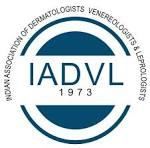 INDIAN ASSOCIATION OF DERMATOLOGISTS VENEREOLOGISTS & LEPROLOGISTS
IADVL
1973